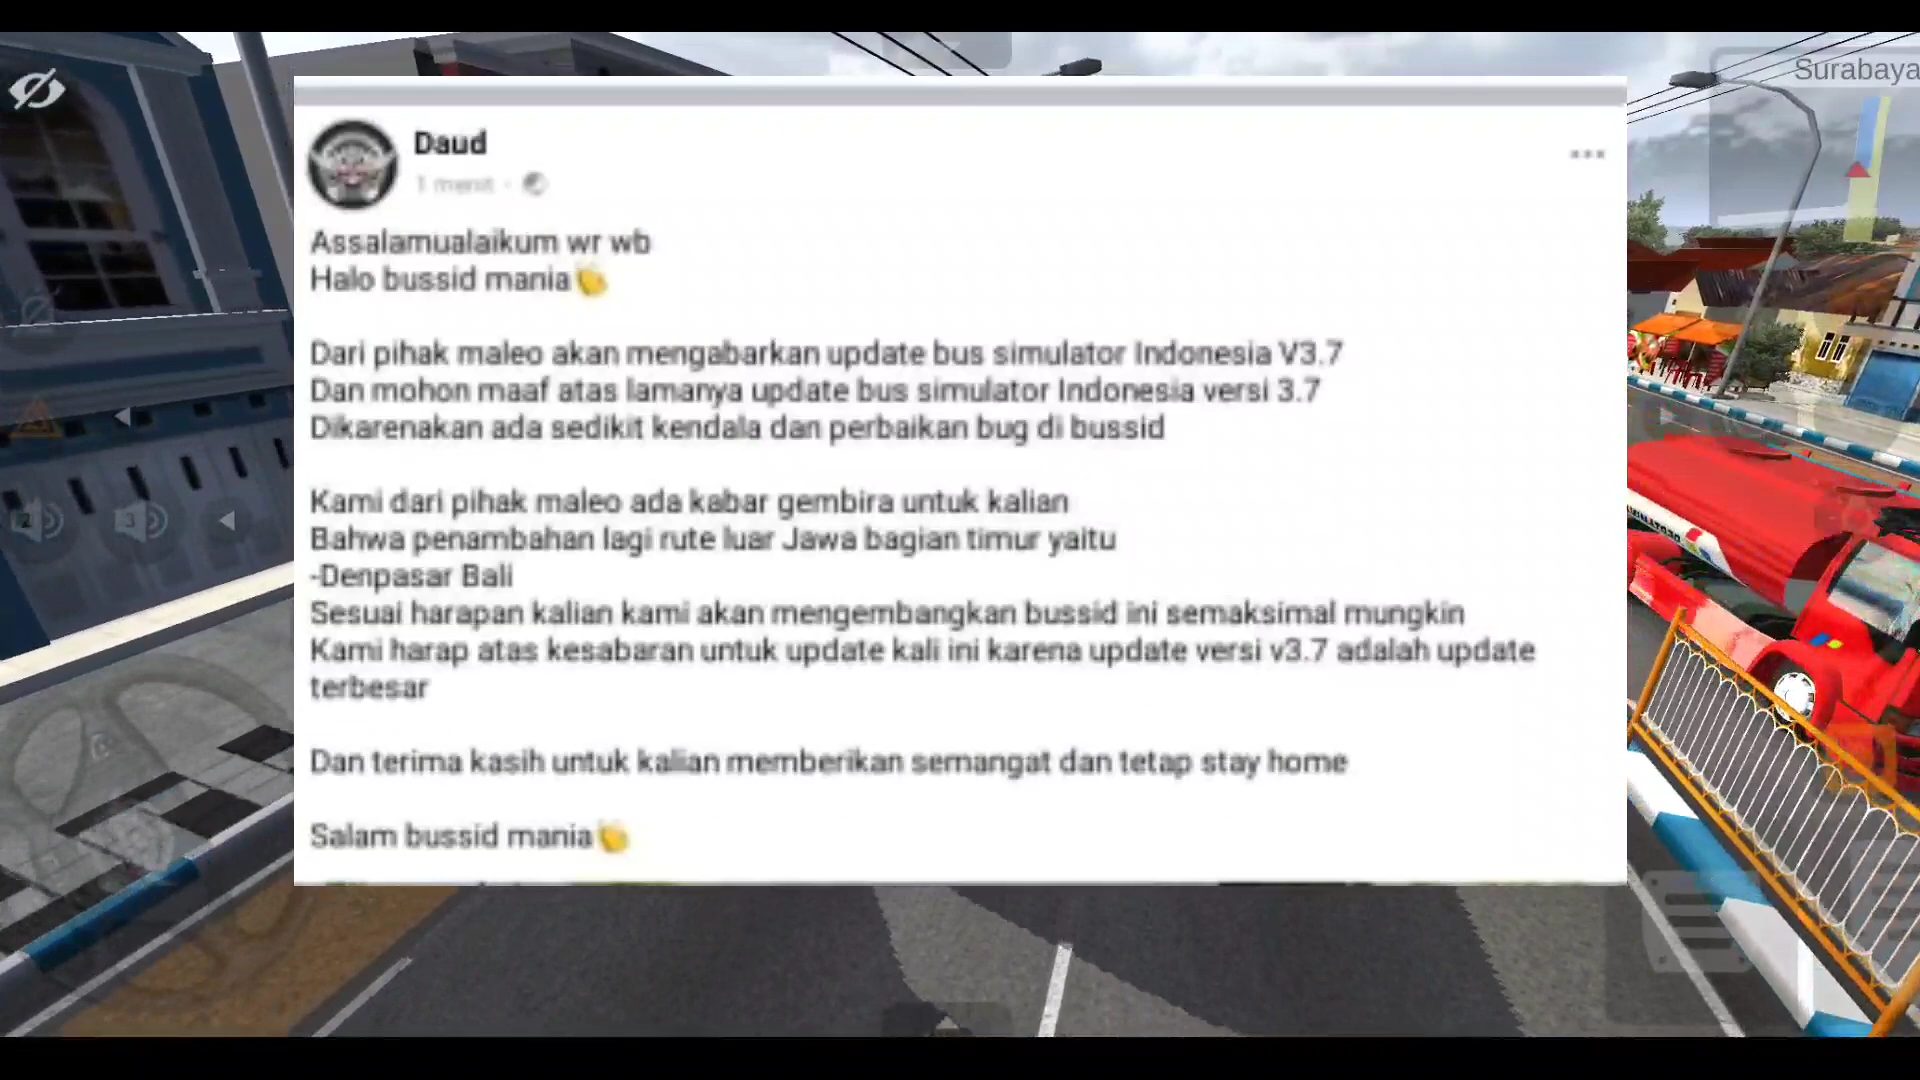 Surabaya
Daud
1 menit ·
Assalamualaikum wr wb
Halo bussid mania👏
Dari pihak maleo akan mengabarkan update bus simulator Indonesia V3.7
Dan mohon maaf atas lamanya update bus simulator Indonesia versi 3.7
Dikarenakan ada sedikit kendala dan perbaikan bug di bussid
Kami dari pihak maleo ada kabar gembira untuk kalian
Bahwa penambahan lagi rute luar Jawa bagian timur yaitu
-Denpasar Bali
Sesuai harapan kalian kami akan mengembangkan bussid ini semaksimal mungkin
Kami harap atas kesabaran untuk update kali ini karena update versi v3.7 adalah update
terbesar
Dan terima kasih untuk kalian memberikan semangat dan tetap stay home
Salam bussid mania👏
2
3